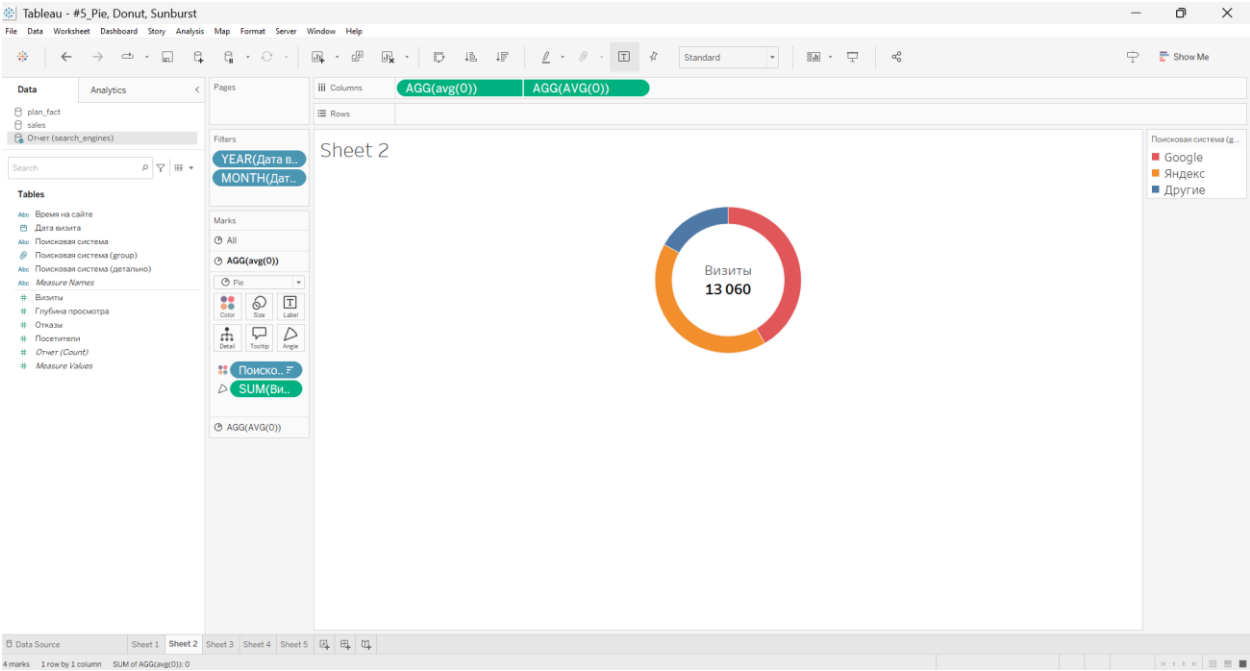 Tableau - #5_Pie, Donut, Sunburst
File Data Worksheet Dashboard Story Analysis Map Format Server Window Help
Standard
Show Me
Data Analytics
plan_fact
sales
Отчет (search_engines)
Search
Tables
Abc Время на сайте
Дата визита
Abc Поисковая система
Поисковая система (group)
Abc Поисковая система (детально)
Abc Measure Names
# Визиты
# Глубина просмотра
# Отказы
# Посетители
# Отчет (Count)
# Measure Values
Pages
Filters
YEAR(Дата в..
MONTH(Дат..
Marks
All
AGG(avg(0))
Pie
Color Size Label
Detail Tooltip Angle
Поиско..
SUM(Ви..
AGG(AVG(0))
Columns AGG(avg(0)) AGG(AVG(0))
Rows
Sheet 2
Визиты
13 060
Поисковая система (g...
Google
Яндекс
Другие
Data Source Sheet 1 Sheet 2 Sheet 3 Sheet 4 Sheet 5
4 marks 1 row by 1 column SUM of AGG(avg(0)): 0